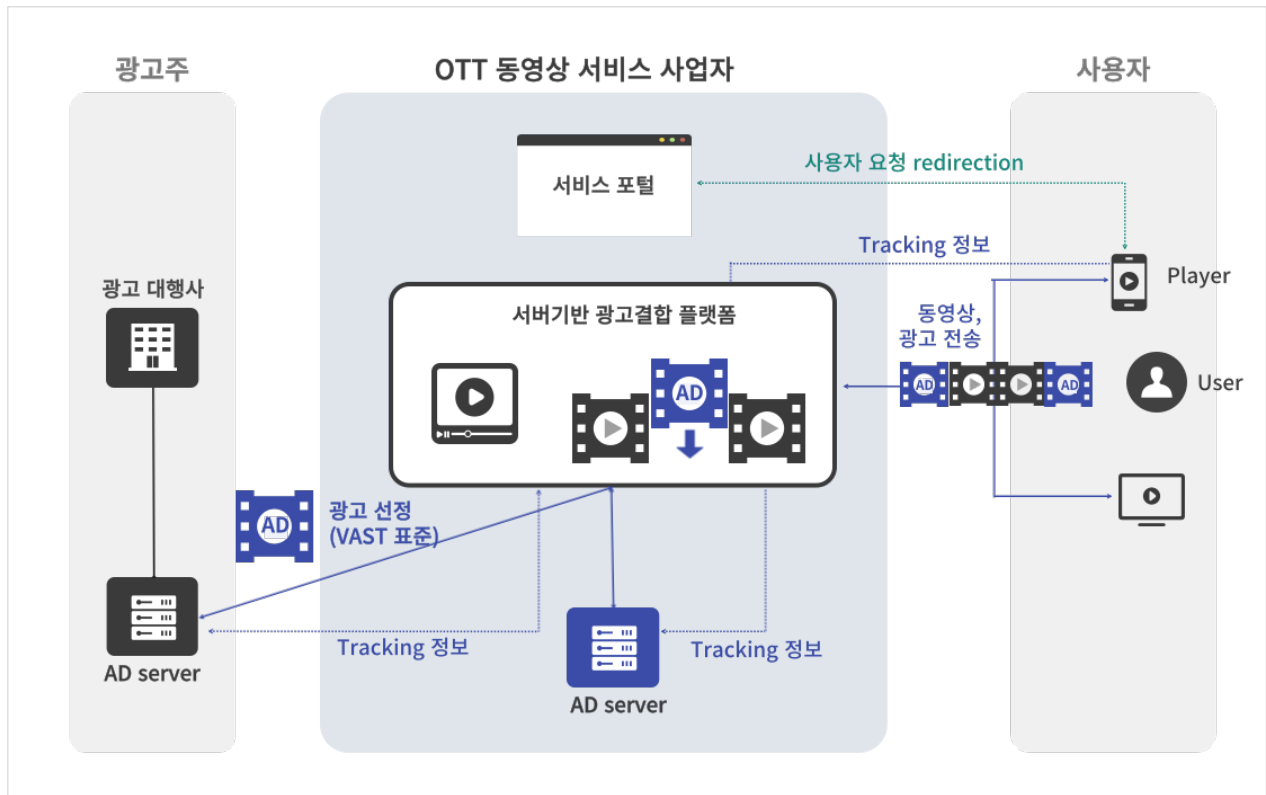 광고주
OTT 동영상 서비스 사업자
사용자
서비스 포털
사용자 요청 redirection
Tracking 정보
Player
광고 대행사
서버기반 광고결합 플랫폼
AD
동영상,
광고 전송
AD
AD
User
AD
광고 선정
(VAST 표준)
Tracking 정보
Tracking 정보
AD server
AD server